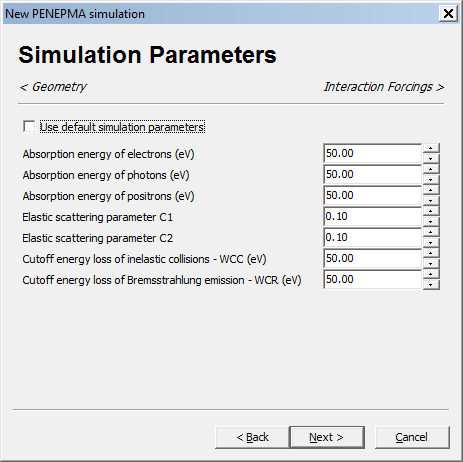 New PENEPMA simulation
Simulation Parameters
< Geometry Interaction Forcings >
Use default simulation parameters
Absorption energy of electrons (eV) 50.00
Absorption energy of photons (eV) 50.00
Absorption energy of positrons (eV) 50.00
Elastic scattering parameter C1 0.10
Elastic scattering parameter C2 0.10
Cutoff energy loss of inelastic collisions - WCC (eV) 50.00
Cutoff energy loss of Bremsstrahlung emission - WCR (eV) 50.00
< Back Next > Cancel